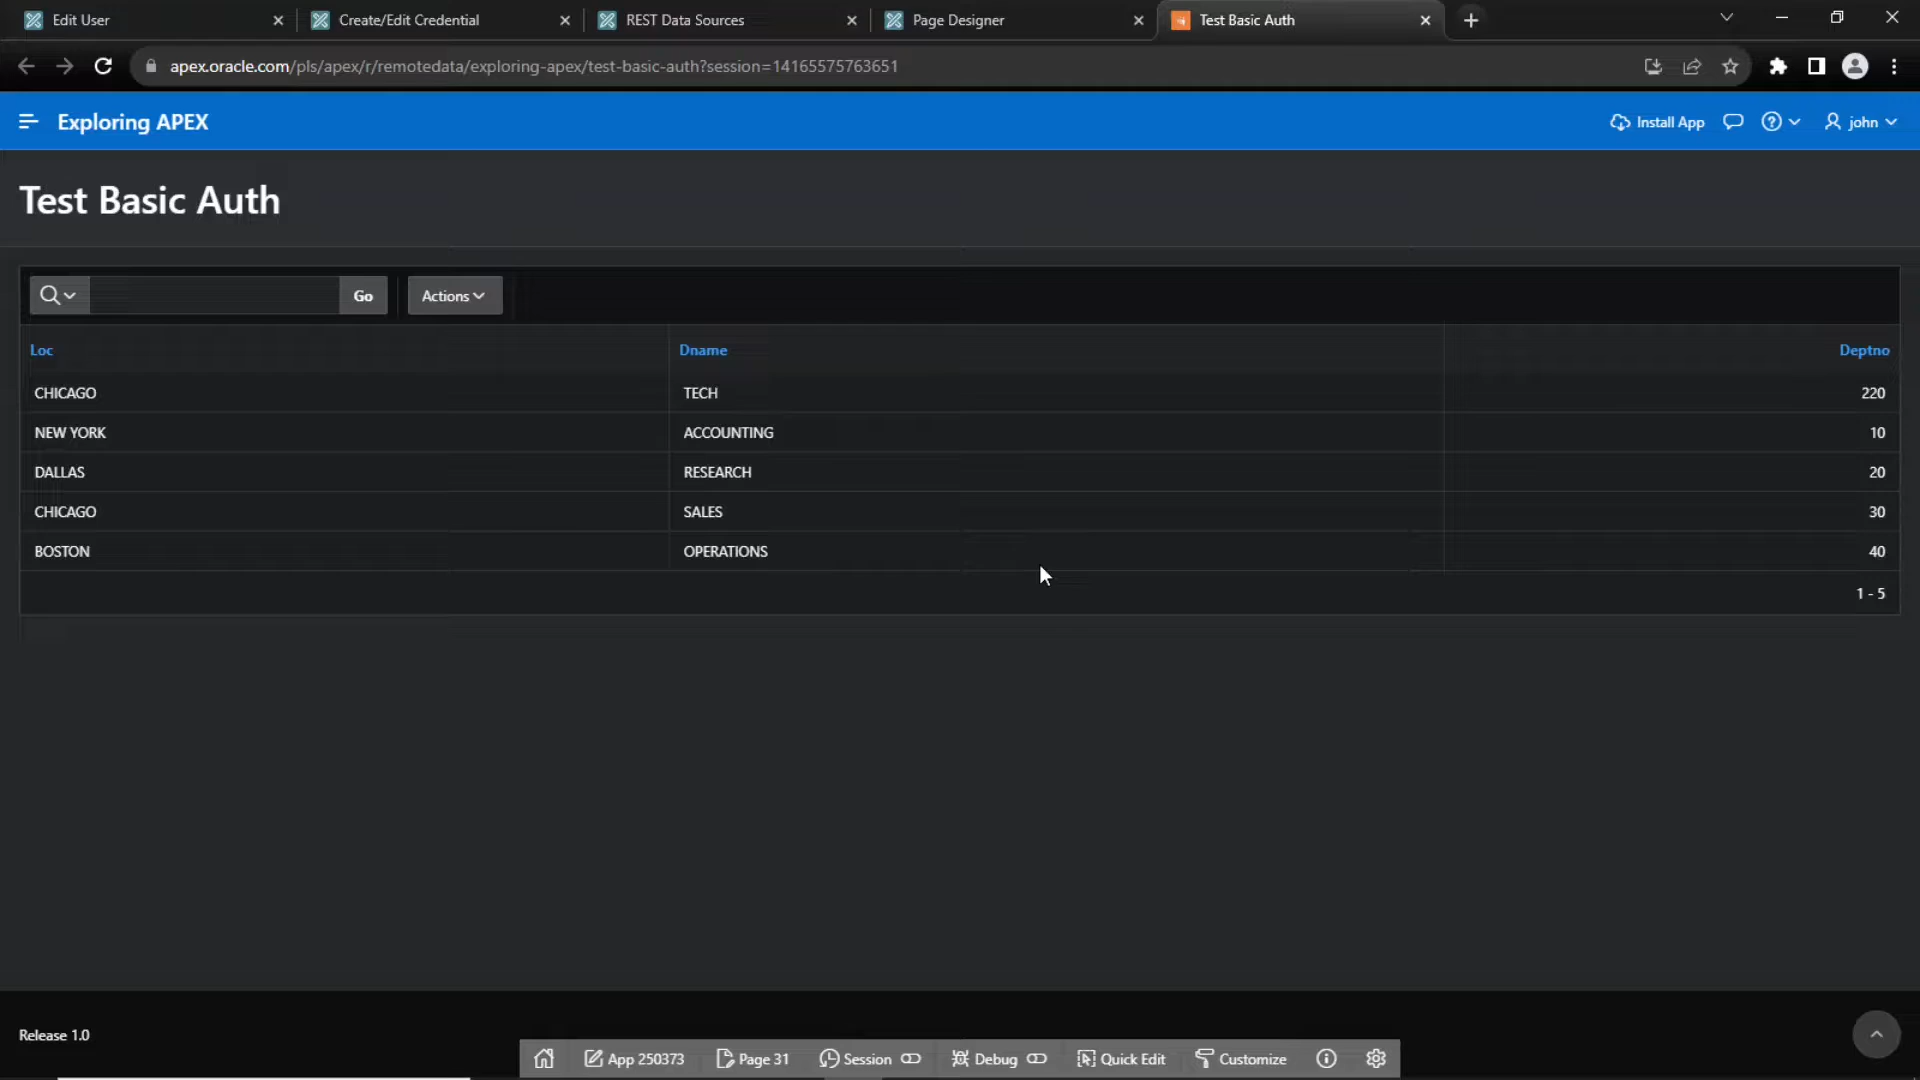 Edit User
Create/Edit Credential
REST Data Sources
Page Designer
Test Basic Auth
apex.oracle.com/pls/apex/r/remotedata/exploring-apex/test-basic-auth?session=14165575763651
Exploring APEX
Install App
john
Test Basic Auth
Go
Actions
Loc Dname Deptno
CHICAGO TECH 220
NEW YORK ACCOUNTING 10
DALLAS RESEARCH 20
CHICAGO SALES 30
BOSTON OPERATIONS 40
1 - 5
Release 1.0
App 250373
Page 31
Session
Debug
Quick Edit
Customize